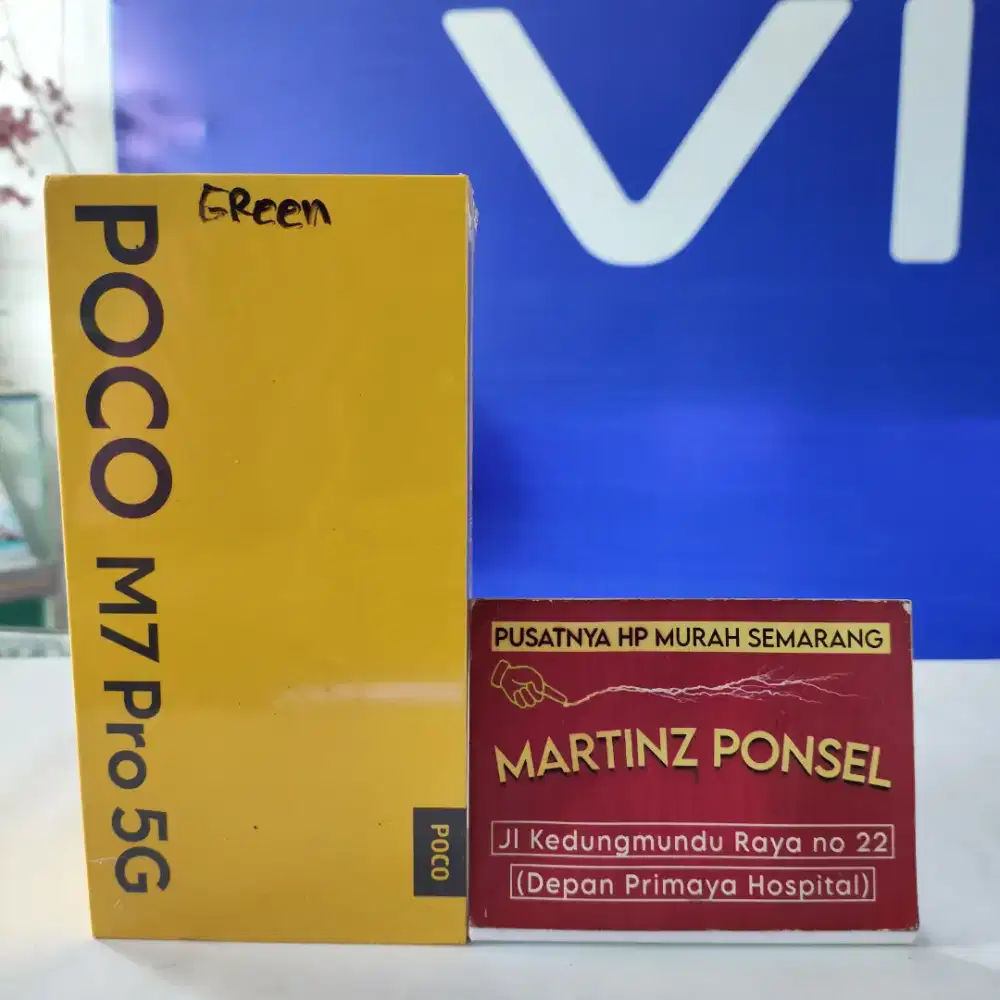 GReen
POCO M7 Pro 5G
POCO
VI
PUSATNYA HP MURAH SEMARANG
MARTINZ PONSEL
Jl Kedungmundu Raya no 22
(Depan Primaya Hospital)